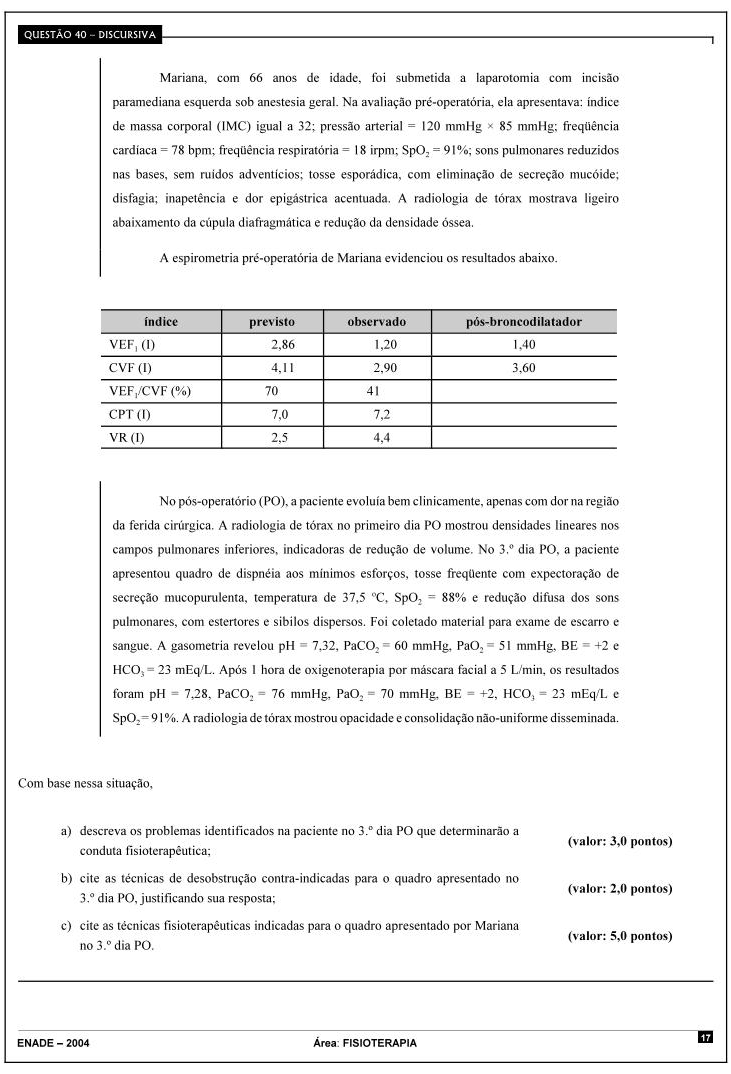 QUESTÃO 40 – DISCURSIVA
Mariana, com 66 anos de idade, foi submetida a laparotomia com incisão
paramediana esquerda sob anestesia geral. Na avaliação pré-operatória, ela apresentava: índice
de massa corporal (IMC) igual a 32; pressão arterial = 120 mmHg × 85 mmHg; freqüência
cardíaca = 78 bpm; freqüência respiratória = 18 irpm; SpO₂ = 91%; sons pulmonares reduzidos
nas bases, sem ruídos adventícios; tosse esporádica, com eliminação de secreção mucóide;
disfagia; inapetência e dor epigástrica acentuada. A radiologia de tórax mostrava ligeiro
abaixamento da cúpula diafragmática e redução da densidade óssea.
A espirometria pré-operatória de Mariana evidenciou os resultados abaixo.
índice previsto observado pós-broncodilatador
VEF₁ (l) 2,86 1,20 1,40
CVF (l) 4,11 2,90 3,60
VEF₁/CVF (%) 70 41
CPT (l) 7,0 7,2
VR (l) 2,5 4,4
No pós-operatório (PO), a paciente evoluía bem clinicamente, apenas com dor na região
da ferida cirúrgica. A radiologia de tórax no primeiro dia PO mostrou densidades lineares nos
campos pulmonares inferiores, indicadoras de redução de volume. No 3.º dia PO, a paciente
apresentou quadro de dispnéia aos mínimos esforços, tosse freqüente com expectoração de
secreção mucopurulenta, temperatura de 37,5 ºC, SpO₂ = 88% e redução difusa dos sons
pulmonares, com estertores e sibilos dispersos. Foi coletado material para exame de escarro e
sangue. A gasometria revelou pH = 7,32, PaCO₂ = 60 mmHg, PaO₂ = 51 mmHg, BE = +2 e
HCO₃ = 23 mEq/L. Após 1 hora de oxigenoterapia por máscara facial a 5 L/min, os resultados
foram pH = 7,28, PaCO₂ = 76 mmHg, PaO₂ = 70 mmHg, BE = +2, HCO₃ = 23 mEq/L e
SpO₂ = 91%. A radiologia de tórax mostrou opacidade e consolidação não-uniforme disseminada.
Com base nessa situação,
a) descreva os problemas identificados na paciente no 3.º dia PO que determinarão a
conduta fisioterapêutica;
(valor: 3,0 pontos)
b) cite as técnicas de desobstrução contra-indicadas para o quadro apresentado no
3.º dia PO, justificando sua resposta;
(valor: 2,0 pontos)
c) cite as técnicas fisioterapêuticas indicadas para o quadro apresentado por Mariana
no 3.º dia PO.
(valor: 5,0 pontos)
ENADE – 2004 Área: FISIOTERAPIA 17